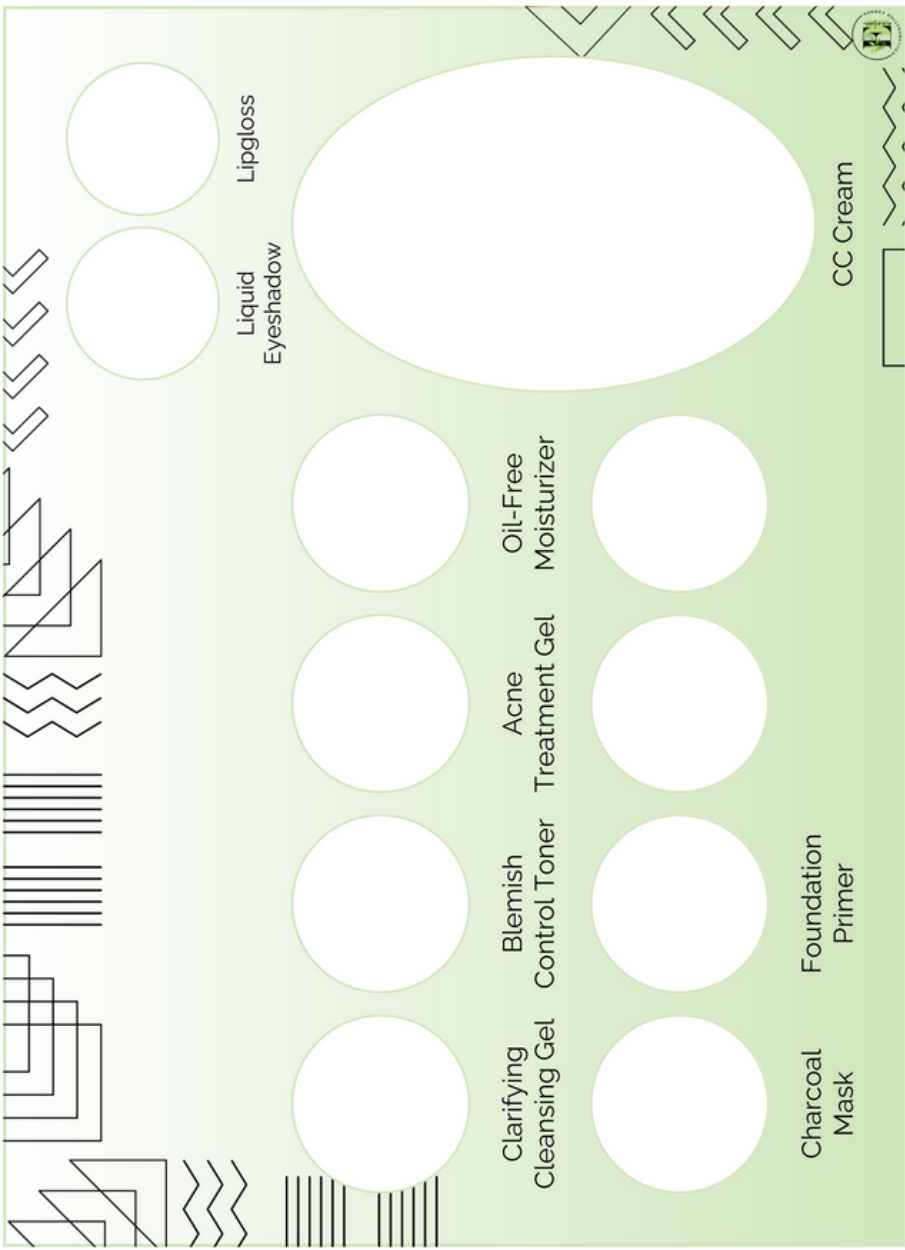 Liquid
Eyeshadow
Lipgloss
Clarifying
Cleansing Gel
Blemish
Control Toner
Acne
Treatment Gel
Oil-Free
Moisturizer
Charcoal
Mask
Foundation
Primer
CC Cream